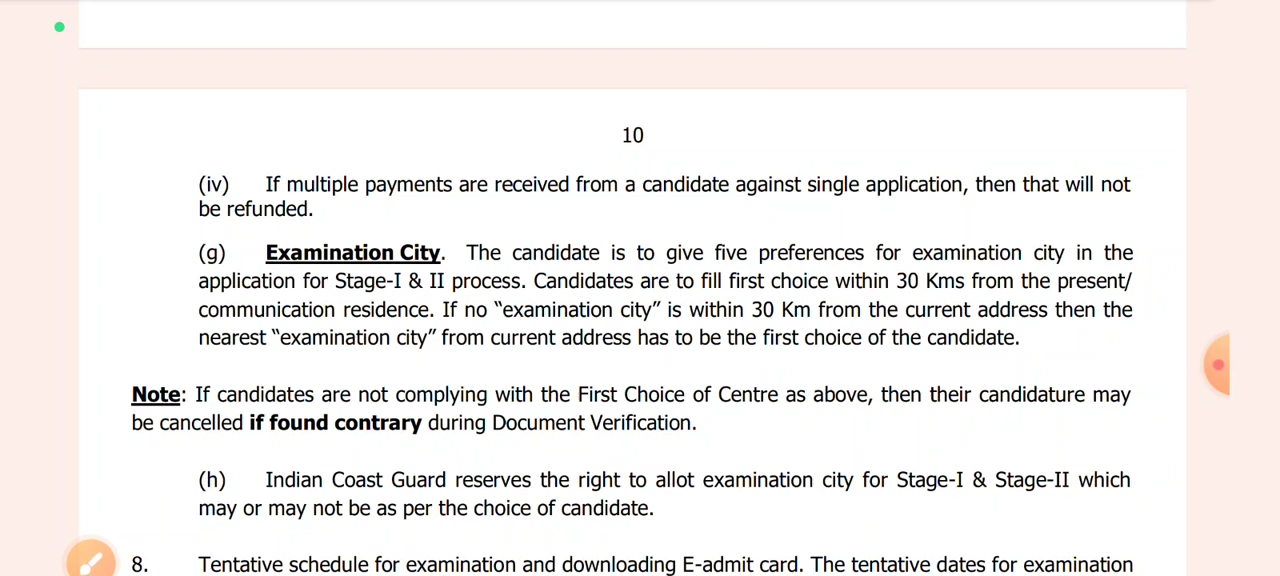 10
(iv) If multiple payments are received from a candidate against single application, then that will not
be refunded.
(g) Examination City. The candidate is to give five preferences for examination city in the
application for Stage-I & II process. Candidates are to fill first choice within 30 Kms from the present/
communication residence. If no “examination city” is within 30 Km from the current address then the
nearest “examination city” from current address has to be the first choice of the candidate.
Note: If candidates are not complying with the First Choice of Centre as above, then their candidature may
be cancelled if found contrary during Document Verification.
(h) Indian Coast Guard reserves the right to allot examination city for Stage-I & Stage-II which
may or may not be as per the choice of candidate.
8. Tentative schedule for examination and downloading E-admit card. The tentative dates for examination